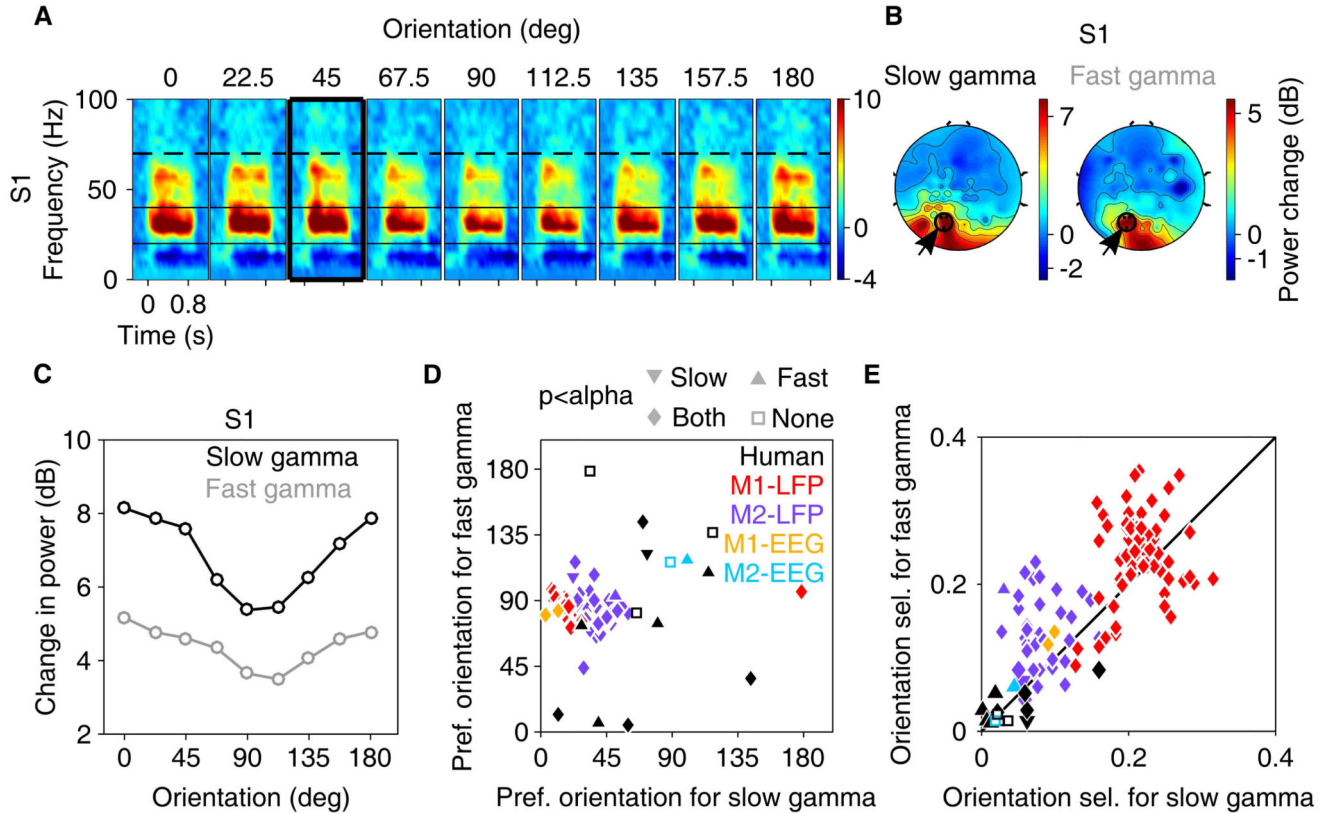 A
Orientation (deg)
0 22.5 45 67.5 90 112.5 135 157.5 180
S1
Frequency (Hz)
100
50
0
10
0
-4
0 0.8
Time (s)
B
S1
Slow gamma Fast gamma
7
0
-2
5
0
-1
Power change (dB)
C
S1
Slow gamma
Fast gamma
Change in power (dB)
10
8
6
4
2
0 45 90 135 180
Orientation (deg)
D
p<alpha
Slow Fast
Both None
Human
M1-LFP
M2-LFP
M1-EEG
M2-EEG
Pref. orientation for fast gamma
180
135
90
45
0
0 45 90 135 180
Pref. orientation for slow gamma
E
Orientation sel. for fast gamma
0.4
0.2
0
0 0.2 0.4
Orientation sel. for slow gamma